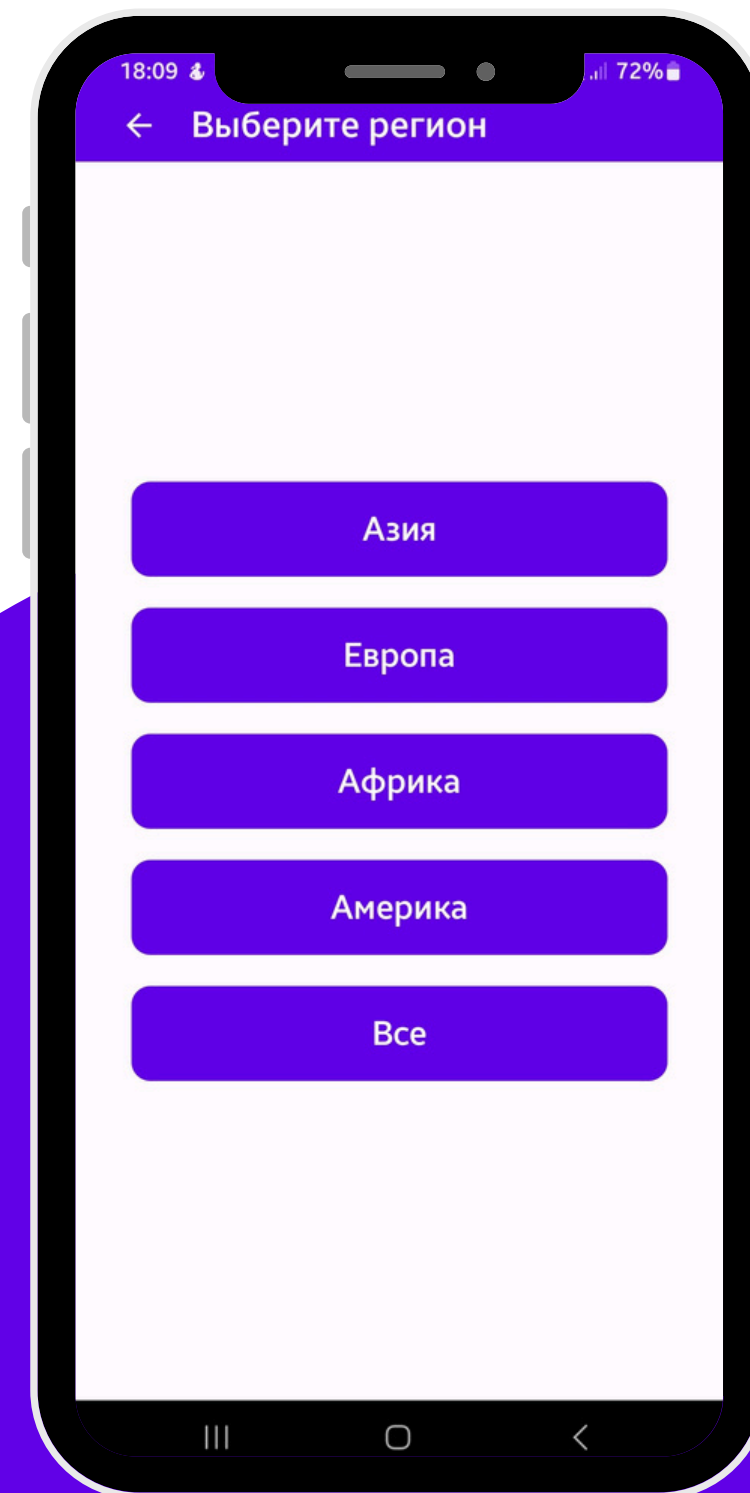 18:09 72%
Выберите регион
Азия
Европа
Африка
Америка
Все